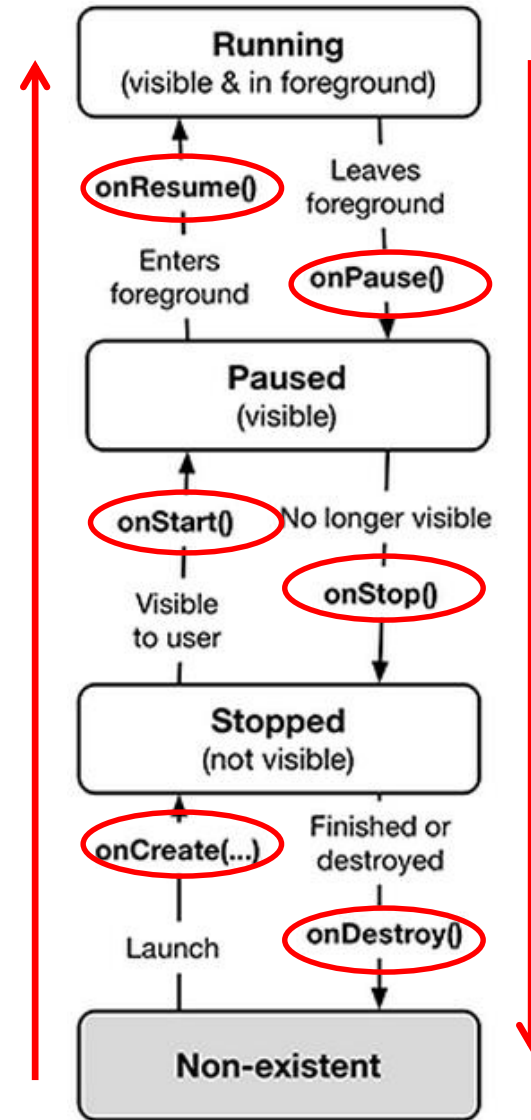 Running
(visible & in foreground)
onResume()
Leaves
foreground
Enters
foreground
onPause()
Paused
(visible)
onStart()
No longer visible
Visible
to user
onStop()
Stopped
(not visible)
onCreate(...)
Finished or
destroyed
Launch
onDestroy()
Non-existent